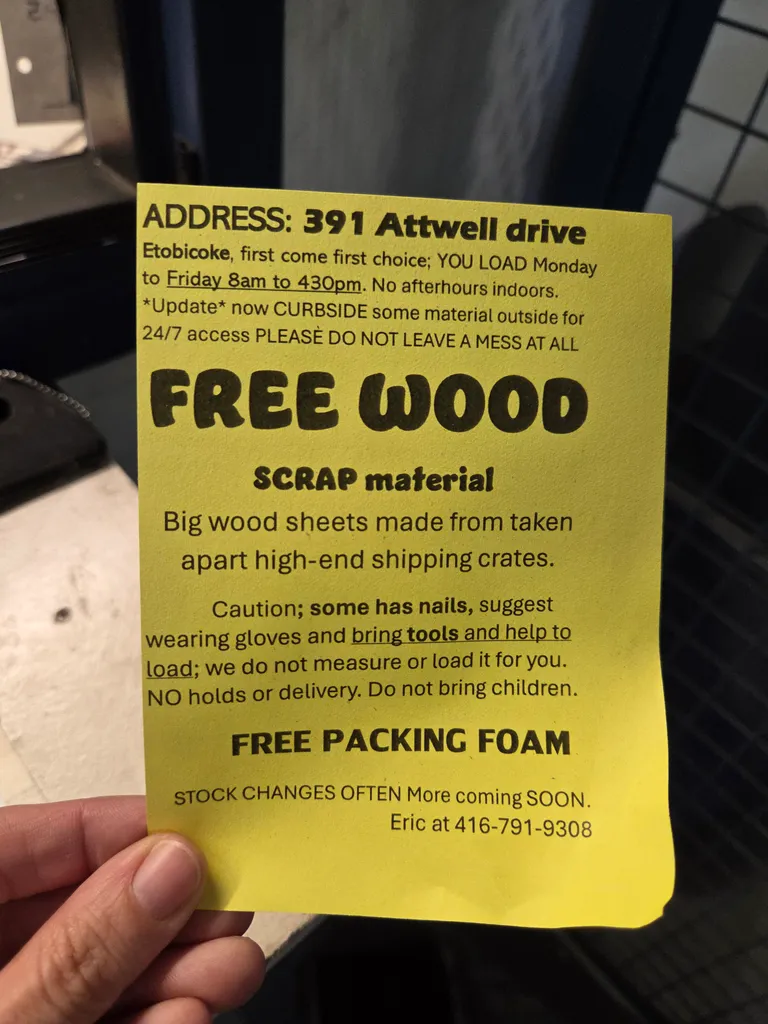 ADDRESS: 391 Attwell drive
Etobicoke, first come first choice; YOU LOAD Monday
to Friday 8am to 430pm. No afterhours indoors.
*Update* now CURBSIDE some material outside for
24/7 access PLEASE DO NOT LEAVE A MESS AT ALL
FREE WOOD
SCRAP material
Big wood sheets made from taken
apart high-end shipping crates.
Caution; some has nails, suggest
wearing gloves and bring tools and help to
load; we do not measure or load it for you.
NO holds or delivery. Do not bring children.
FREE PACKING FOAM
STOCK CHANGES OFTEN More coming SOON.
Eric at 416-791-9308